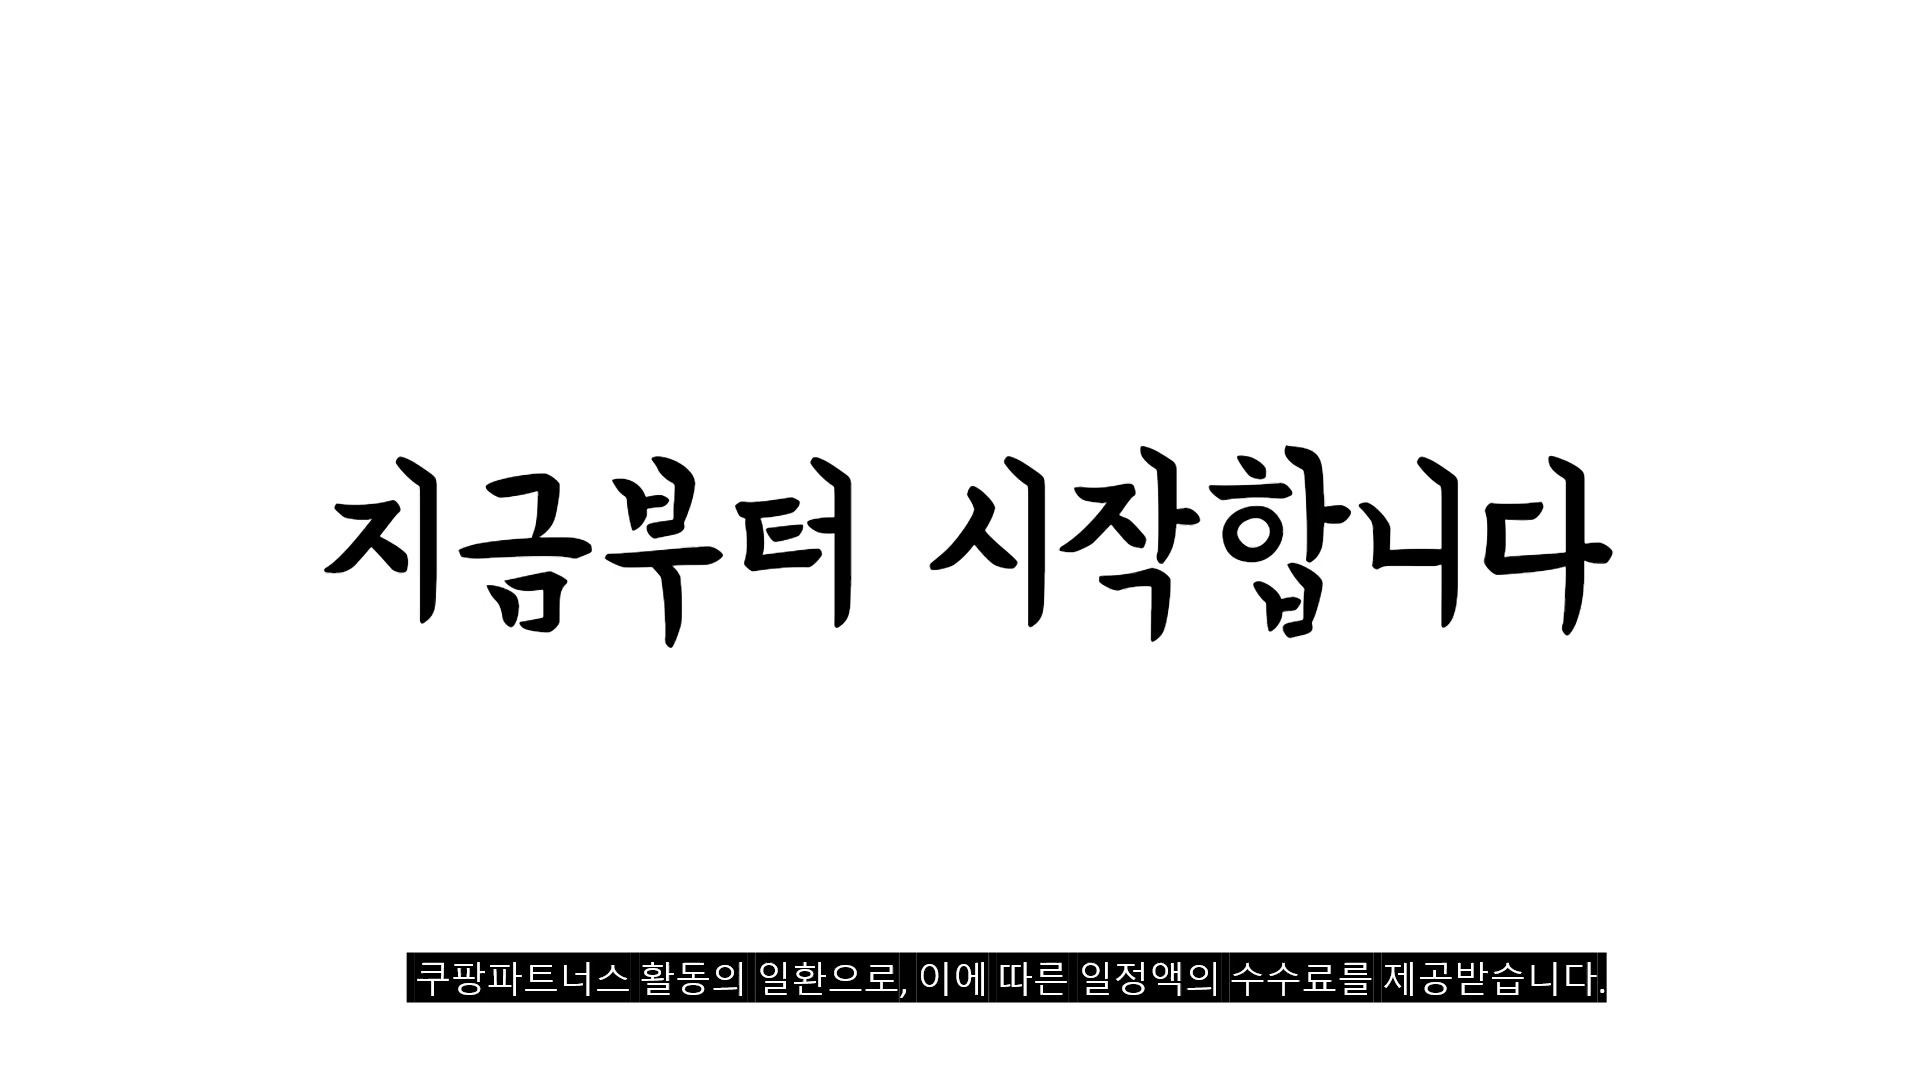 지금부터 시작합니다
쿠팡파트너스 활동의 일환으로, 이에 따른 일정액의 수수료를 제공받습니다.